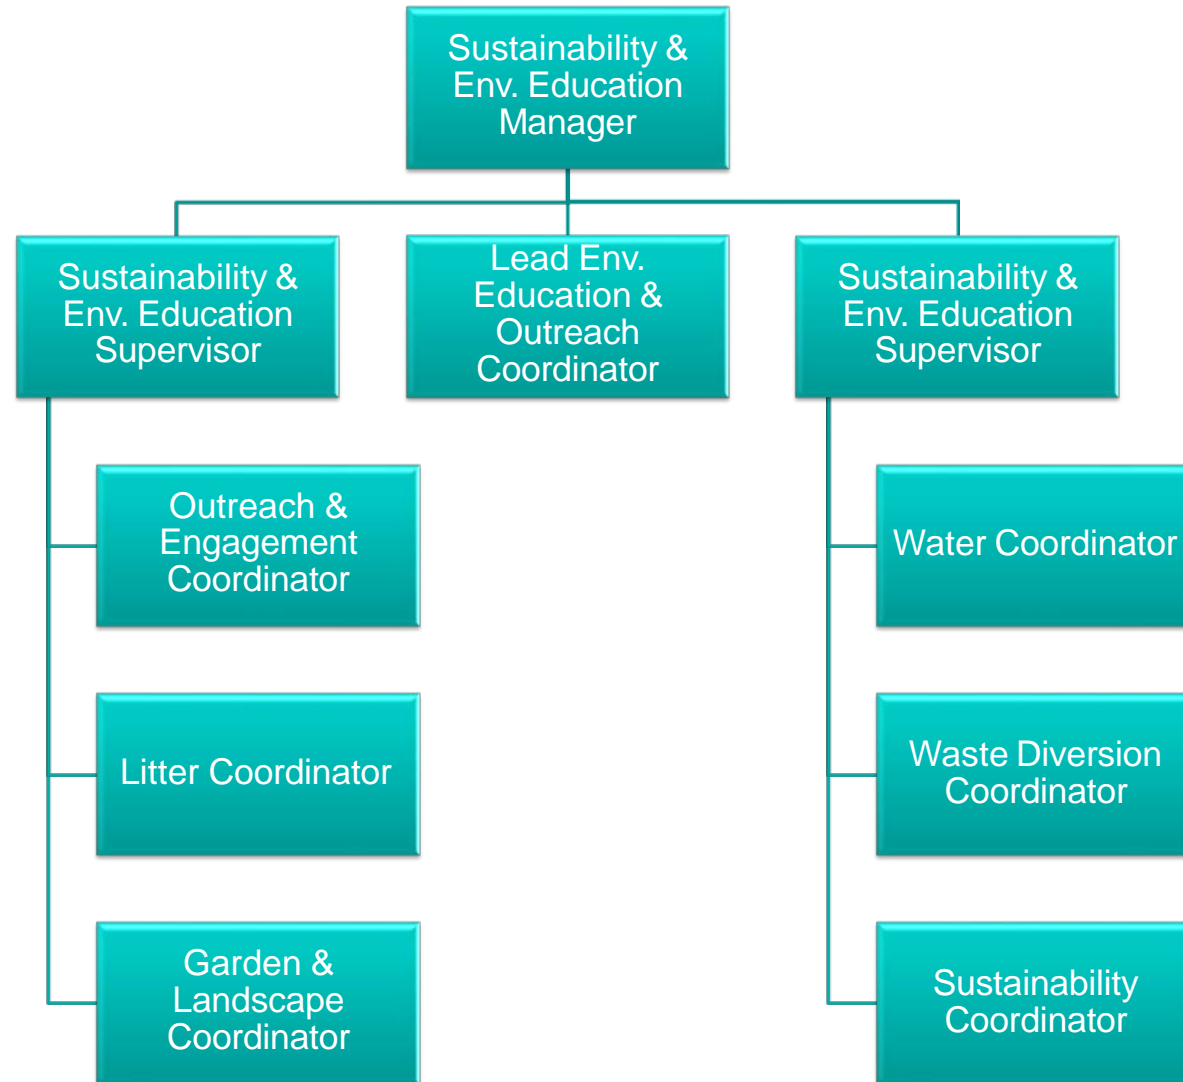 Sustainability &
Env. Education
Manager
Sustainability &
Env. Education
Supervisor
Lead Env.
Education &
Outreach
Coordinator
Sustainability &
Env. Education
Supervisor
Outreach &
Engagement
Coordinator
Litter Coordinator
Garden &
Landscape
Coordinator
Water Coordinator
Waste Diversion
Coordinator
Sustainability
Coordinator